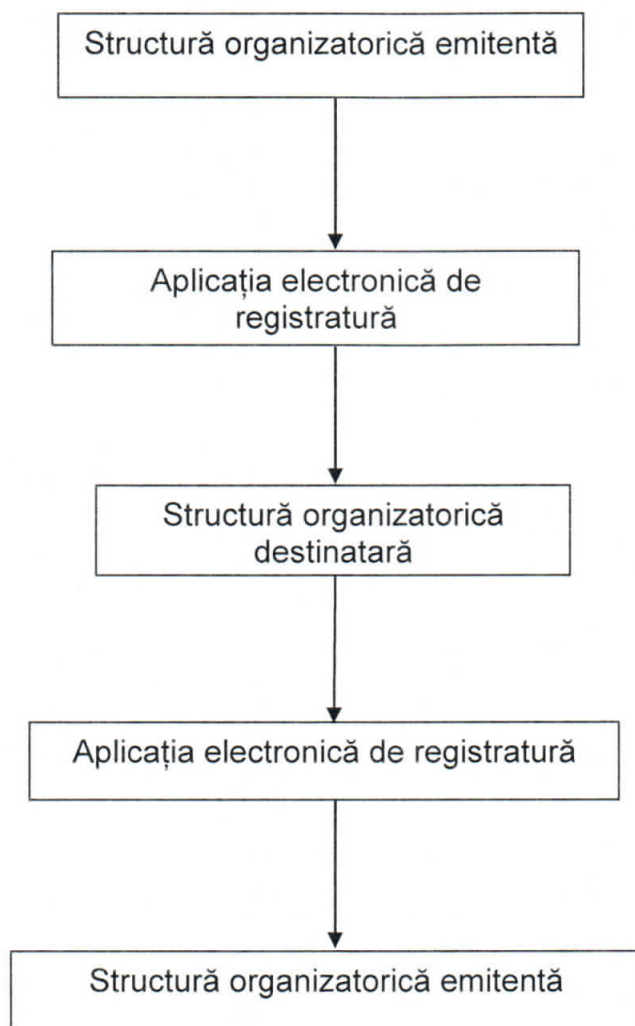 Structură organizatorică emitentă
Aplicația electronică de
registratură
Structură organizatorică
destinatară
Aplicația electronică de registratură
Structură organizatorică emitentă